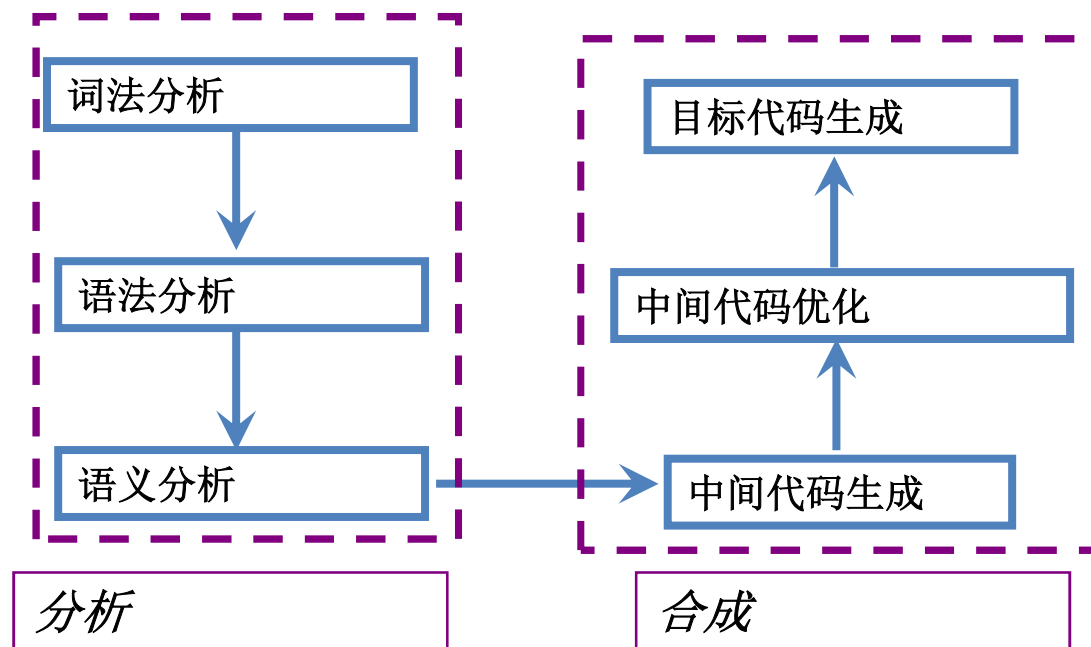 词法分析
语法分析
语义分析
分析
目标代码生成
中间代码优化
中间代码生成
合成